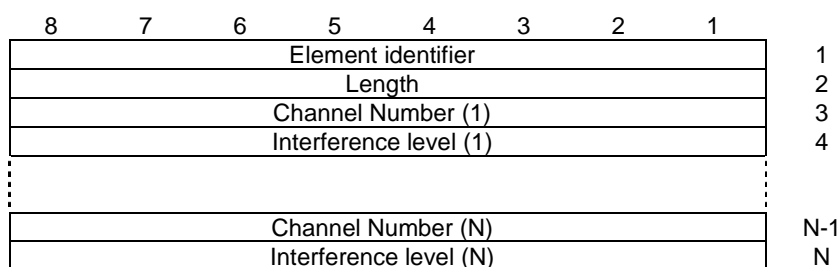 8 7 6 5 4 3 2 1
Element identifier 1
Length 2
Channel Number (1) 3
Interference level (1) 4
Channel Number (N) N-1
Interference level (N) N